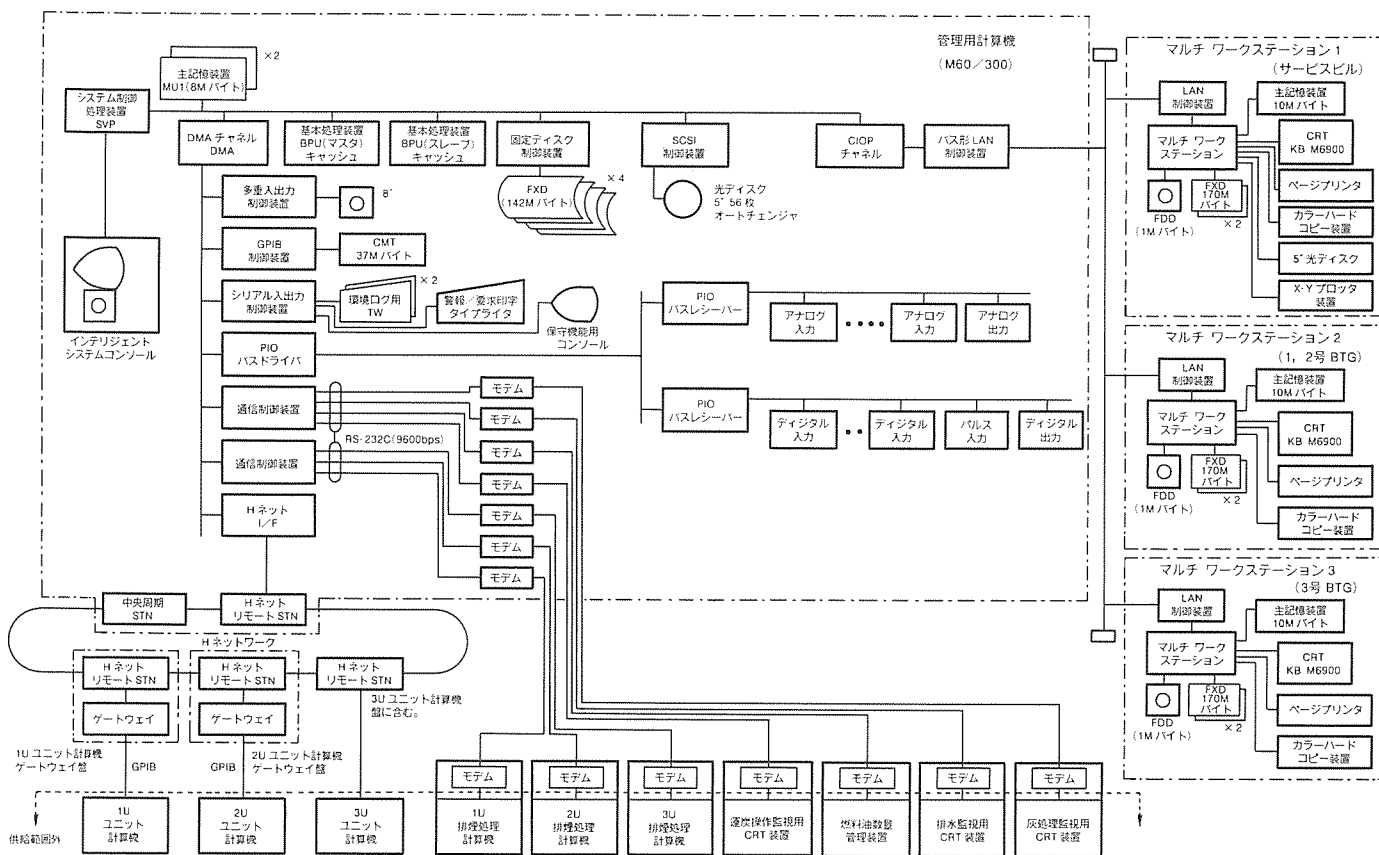 管理用計算機
(M60/300)
×2
主記憶装置
MU1(8Mバイト)
システム制御
処理装置
SVP
DMAチャネル
DMA
基本処理装置
BPU(マスタ)
キャッシュ
基本処理装置
BPU(スレーブ)
キャッシュ
固定ディスク
制御装置
SCSI
制御装置
CIOP
チャネル
バス形LAN
制御装置
多重入出力
制御装置
8″
FXD
(142Mバイト)
×4
光ディスク
5″56枚
オートチェンジャ
GPIB
制御装置
CMT
37Mバイト
シリアル入出力
制御装置
環境ログ用
TW
×2
警報/要求印字
タイプライタ
保守機能用
コンソール
インテリジェント
システムコンソール
PIO
バスドライバ
PIO
バスレシーバー
アナログ
入力
アナログ
入力
アナログ
出力
PIO
バスレシーバー
ディジタル
入力
ディジタル
入力
パルス
入力
ディジタル
出力
通信制御装置
RS-232C(9600bps)
通信制御装置
モデム
モデム
モデム
モデム
モデム
モデム
モデム
Hネット
I/F
中央周期
STN
Hネット
リモートSTN
Hネットワーク
Hネット
リモートSTN
Hネット
リモートSTN
Hネット
リモートSTN
ゲートウェイ
ゲートウェイ
3Uユニット計算機
盤に含む。
1Uユニット計算機
ゲートウェイ盤
GPIB
GPIB
2Uユニット計算機
ゲートウェイ盤
供給範囲外
1U
ユニット
計算機
2U
ユニット
計算機
3U
ユニット
計算機
モデム
1U
排煙処理
計算機
モデム
2U
排煙処理
計算機
モデム
3U
排煙処理
計算機
モデム
運炭操作監視用
CRT装置
モデム
燃料油数量
管理装置
モデム
排水監視用
CRT装置
モデム
灰処理監視用
CRT装置
マルチ ワークステーション1
(サービスビル)
LAN
制御装置
主記憶装置
10Mバイト
マルチ ワーク
ステーション
CRT
KB M6900
FDD
(1Mバイト)
FXD
170M
バイト
×2
ページプリンタ
カラーハード
コピー装置
5″光ディスク
X-Yプロッタ
装置
マルチ ワークステーション2
(1, 2号BTG)
LAN
制御装置
主記憶装置
10Mバイト
マルチ ワーク
ステーション
CRT
KB M6900
FDD
(1Mバイト)
FXD
170M
バイト
×2
ページプリンタ
カラーハード
コピー装置
マルチ ワークステーション3
(3号BTG)
LAN
制御装置
主記憶装置
10Mバイト
マルチ ワーク
ステーション
CRT
KB M6900
FDD
(1Mバイト)
FXD
170M
バイト
×2
ページプリンタ
カラーハード
コピー装置